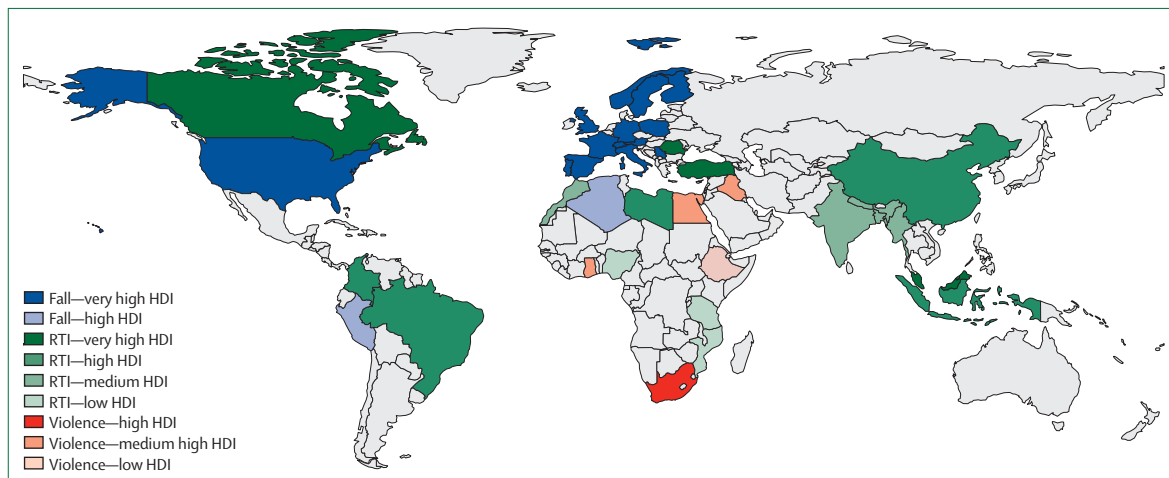 Fall—very high HDI
Fall—high HDI
RTI—very high HDI
RTI—high HDI
RTI—medium HDI
RTI—low HDI
Violence—high HDI
Violence—medium high HDI
Violence—low HDI